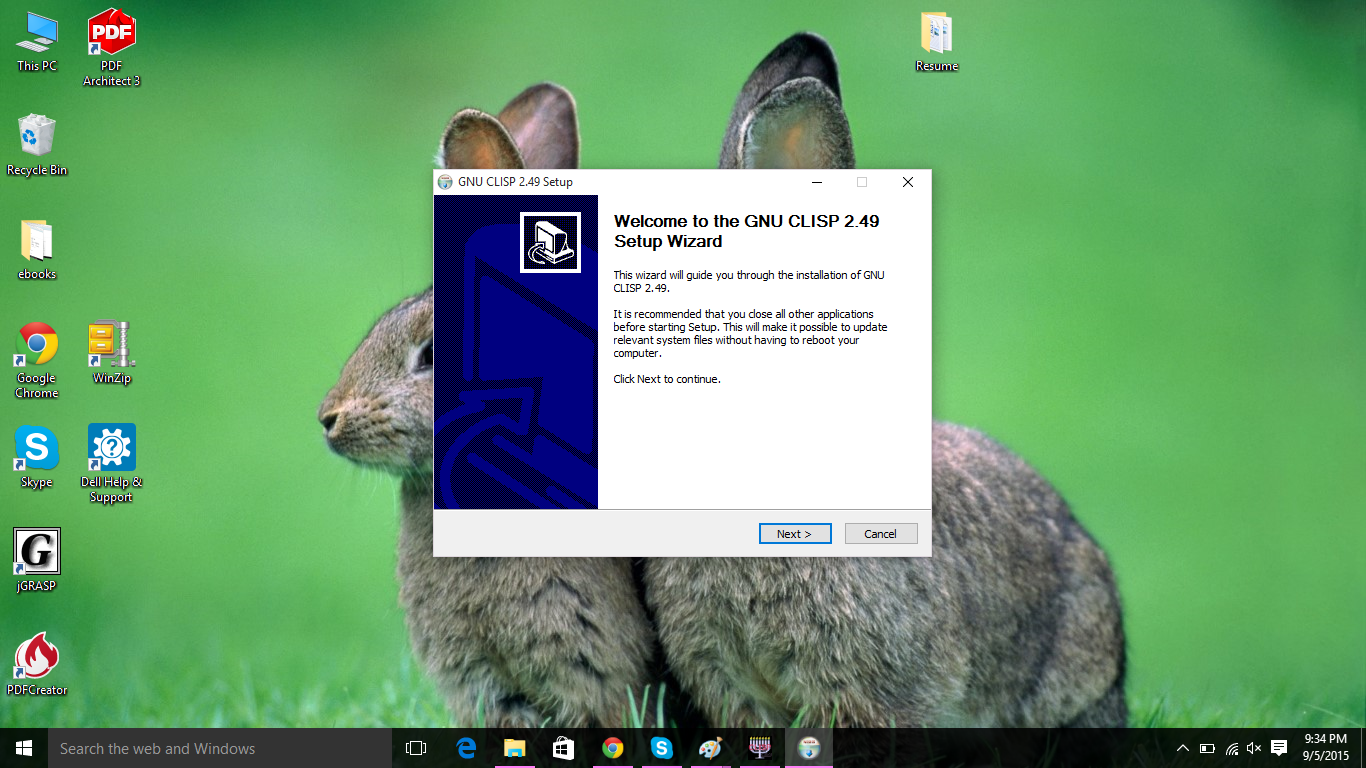 This PC
PDF
PDF
Architect 3
Resume
Recycle Bin
ebooks
Google
Chrome
WinZip
S
Skype
?
Dell Help &
Support
G
jGRASP
PDFCreator
GNU CLISP 2.49 Setup
Welcome to the GNU CLISP 2.49
Setup Wizard
This wizard will guide you through the installation of GNU
CLISP 2.49.
It is recommended that you close all other applications
before starting Setup. This will make it possible to update
relevant system files without having to reboot your
computer.
Click Next to continue.
Next >
Cancel
Search the web and Windows
9:34 PM
9/5/2015